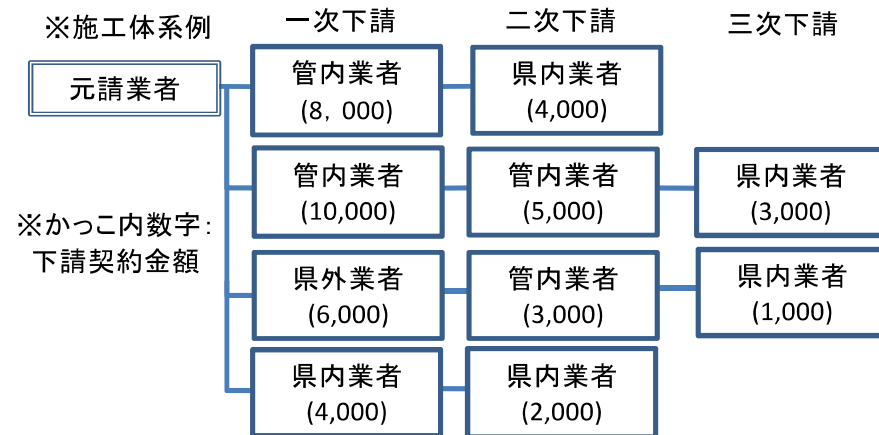 ※施工体系例
一次下請
二次下請
三次下請
元請業者
管内業者
(8，000)
県内業者
(4,000)
管内業者
(10,000)
管内業者
(5,000)
県内業者
(3,000)
※かっこ内数字：
下請契約金額
県外業者
(6,000)
管内業者
(3,000)
県内業者
(1,000)
県内業者
(4,000)
県内業者
(2,000)